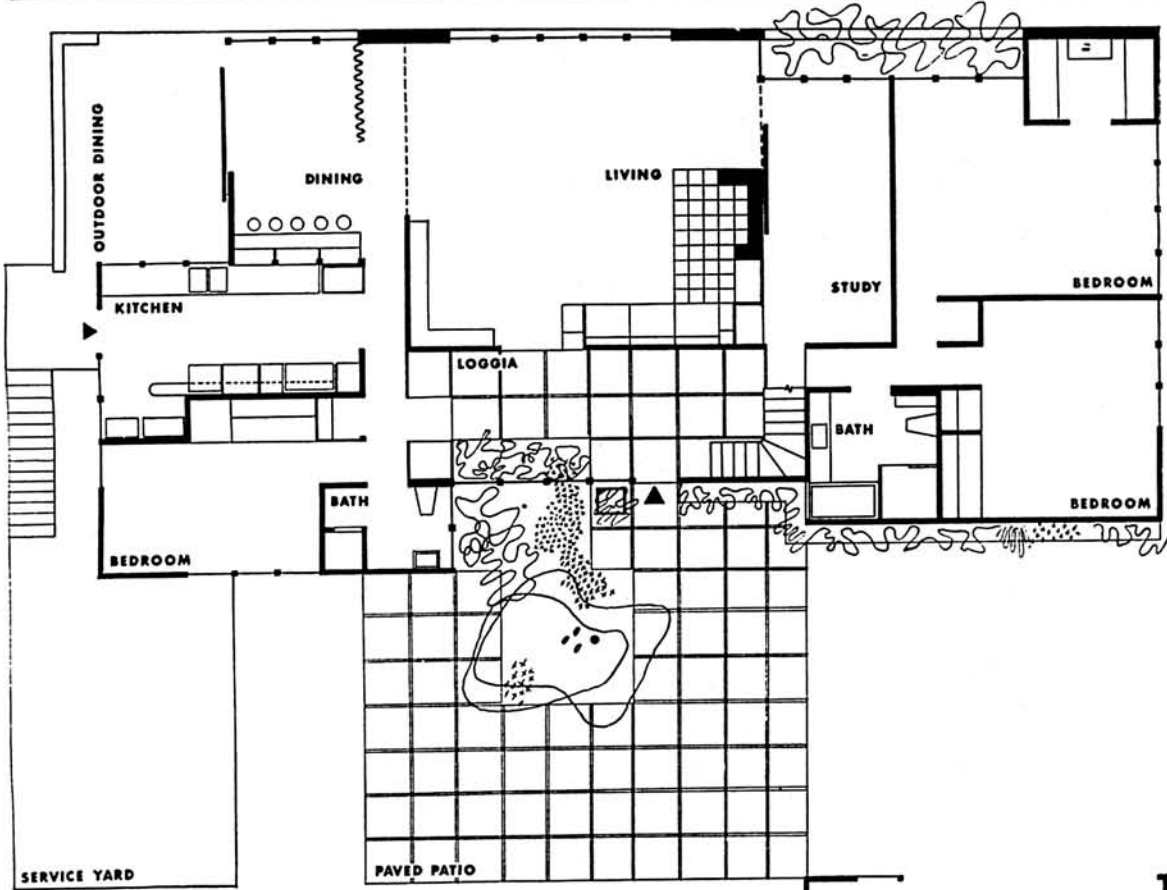 OUTDOOR DINING
DINING
LIVING
STUDY
BEDROOM
KITCHEN
LOGGIA
BATH
BATH
BEDROOM
BEDROOM
SERVICE YARD
PAVED PATIO